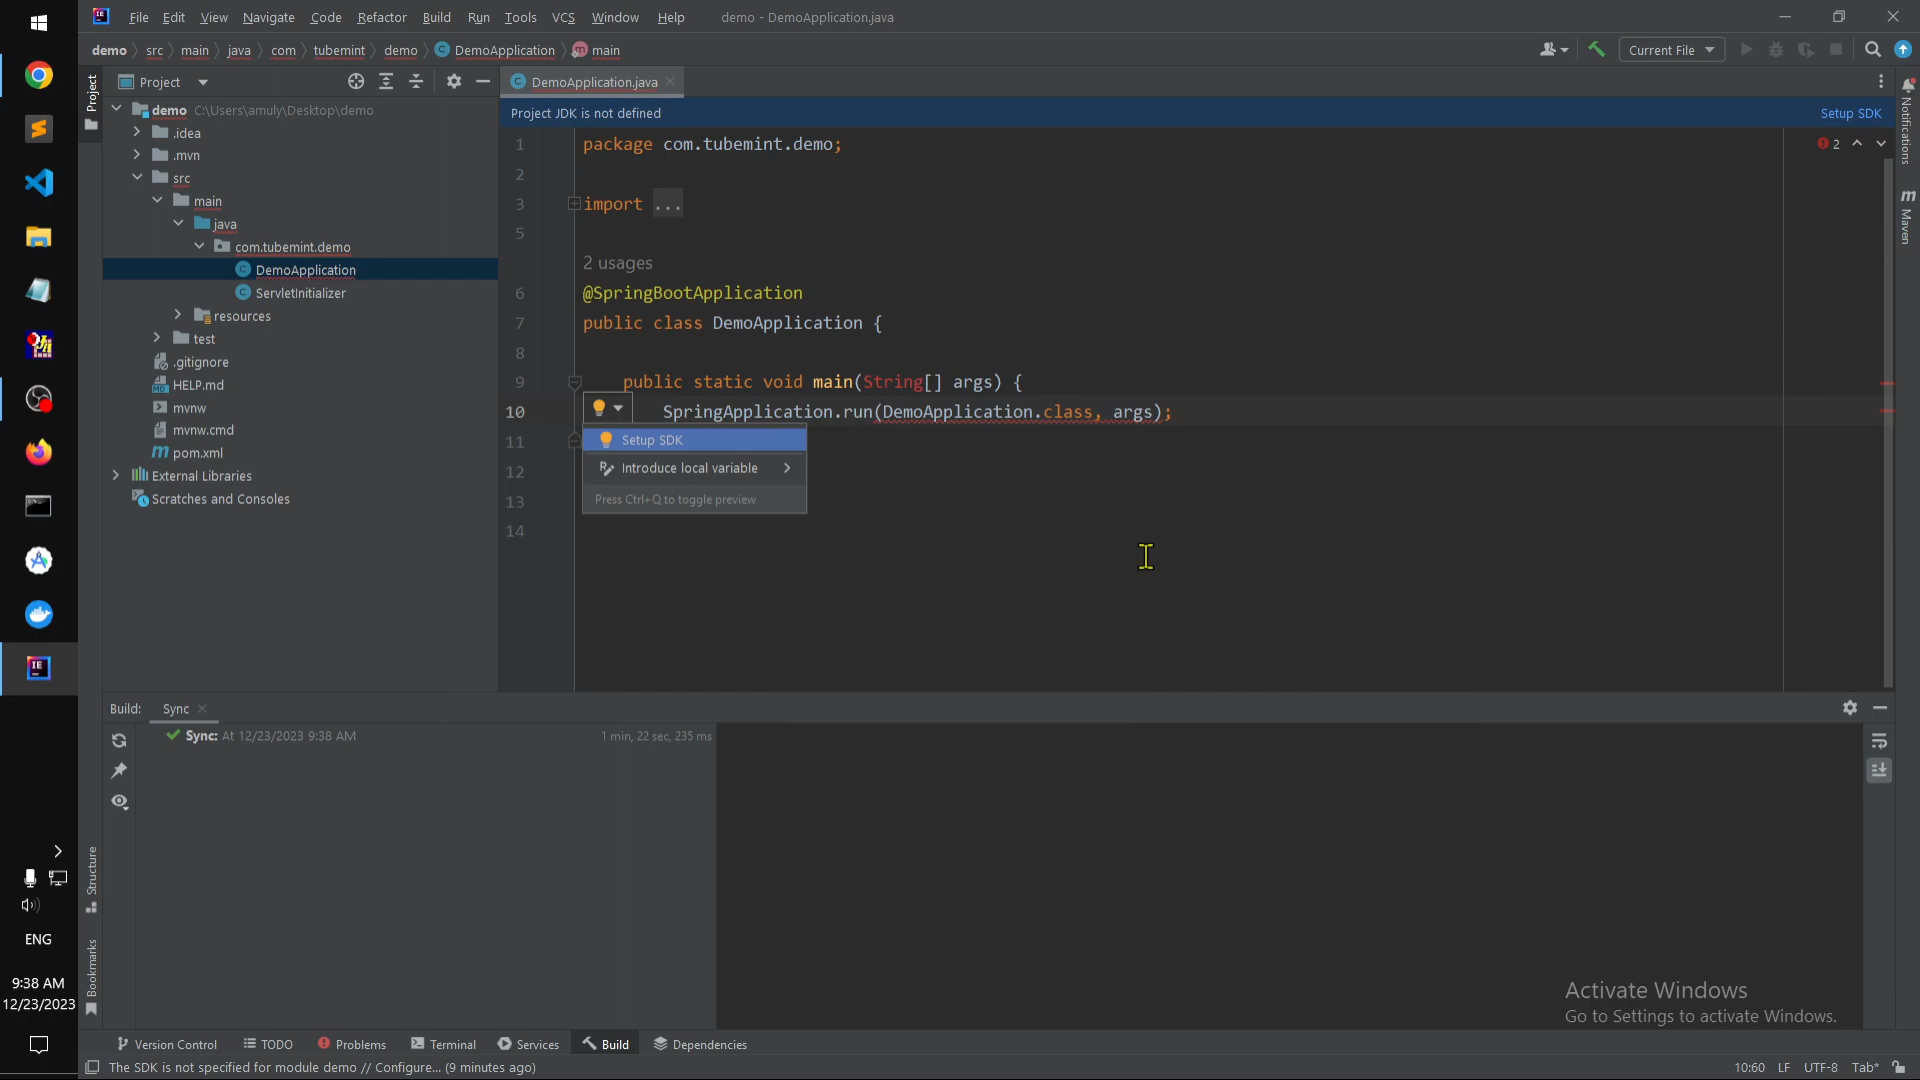 File Edit View Navigate Code Refactor Build Run Tools VCS Window Help demo - DemoApplication.java
demo src main java com tubemint demo DemoApplication main Current File
Project
Project
DemoApplication.java
Project JDK is not defined Setup SDK
demo C:\Users\amuly\Desktop\demo
.idea
.mvn
src
main
java
com.tubemint.demo
DemoApplication
ServletInitializer
resources
test
.gitignore
HELP.md
mvnw
mvnw.cmd
pom.xml
External Libraries
Scratches and Consoles
1 package com.tubemint.demo;
2
3 import ...
5
2 usages
6 @SpringBootApplication
7 public class DemoApplication {
8
9 public static void main(String[] args) {
10 SpringApplication.run(DemoApplication.class, args);
11
12
13
14
2
Setup SDK
Introduce local variable
Press Ctrl+Q to toggle preview
Notifications
Maven
Build: Sync
Sync: At 12/23/2023 9:38 AM 1 min, 22 sec, 235 ms
Structure
Bookmarks
ENG
9:38 AM
12/23/2023
Activate Windows
Go to Settings to activate Windows.
Version Control TODO Problems Terminal Services Build Dependencies
The SDK is not specified for module demo // Configure... (9 minutes ago) 10:60 LF UTF-8 Tab*